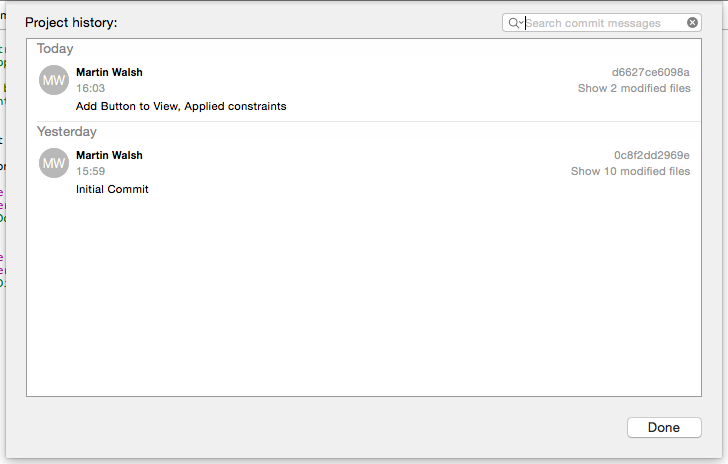 Project history:
Search commit messages
Today
MW
Martin Walsh
d6627ce6098a
16:03
Show 2 modified files
Add Button to View, Applied constraints
Yesterday
MW
Martin Walsh
0c8f2dd2969e
15:59
Show 10 modified files
Initial Commit
Done